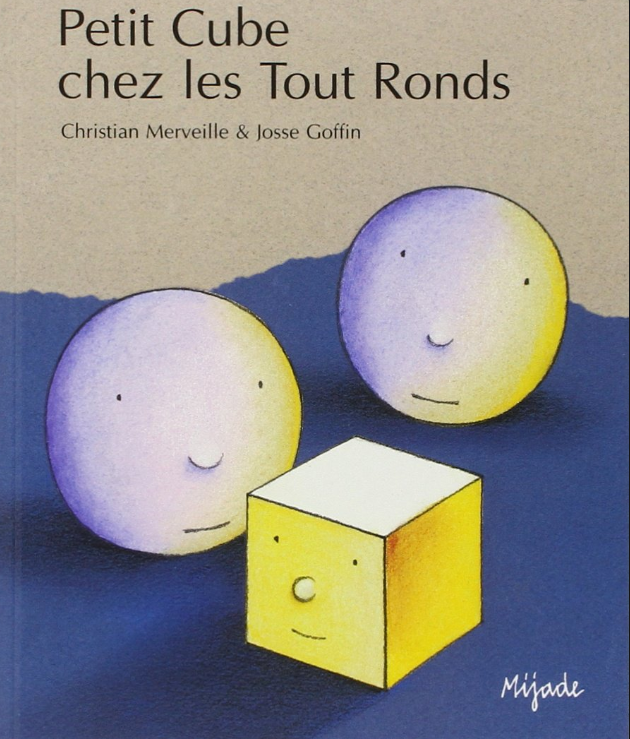 Petit Cube
chez les Tout Ronds
Christian Merveille & Josse Goffin
Mijade